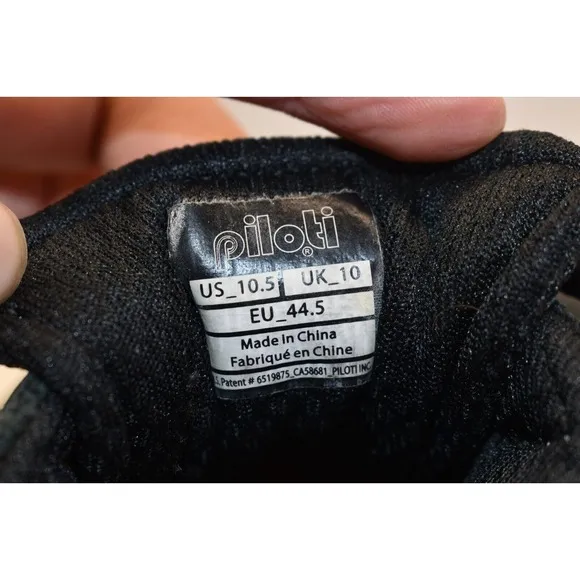 piloti®
US_10.5 UK_10
EU_44.5
Made in China
Fabriqué en Chine
S. Patent # 6519875_CA58681_PILOTI INC